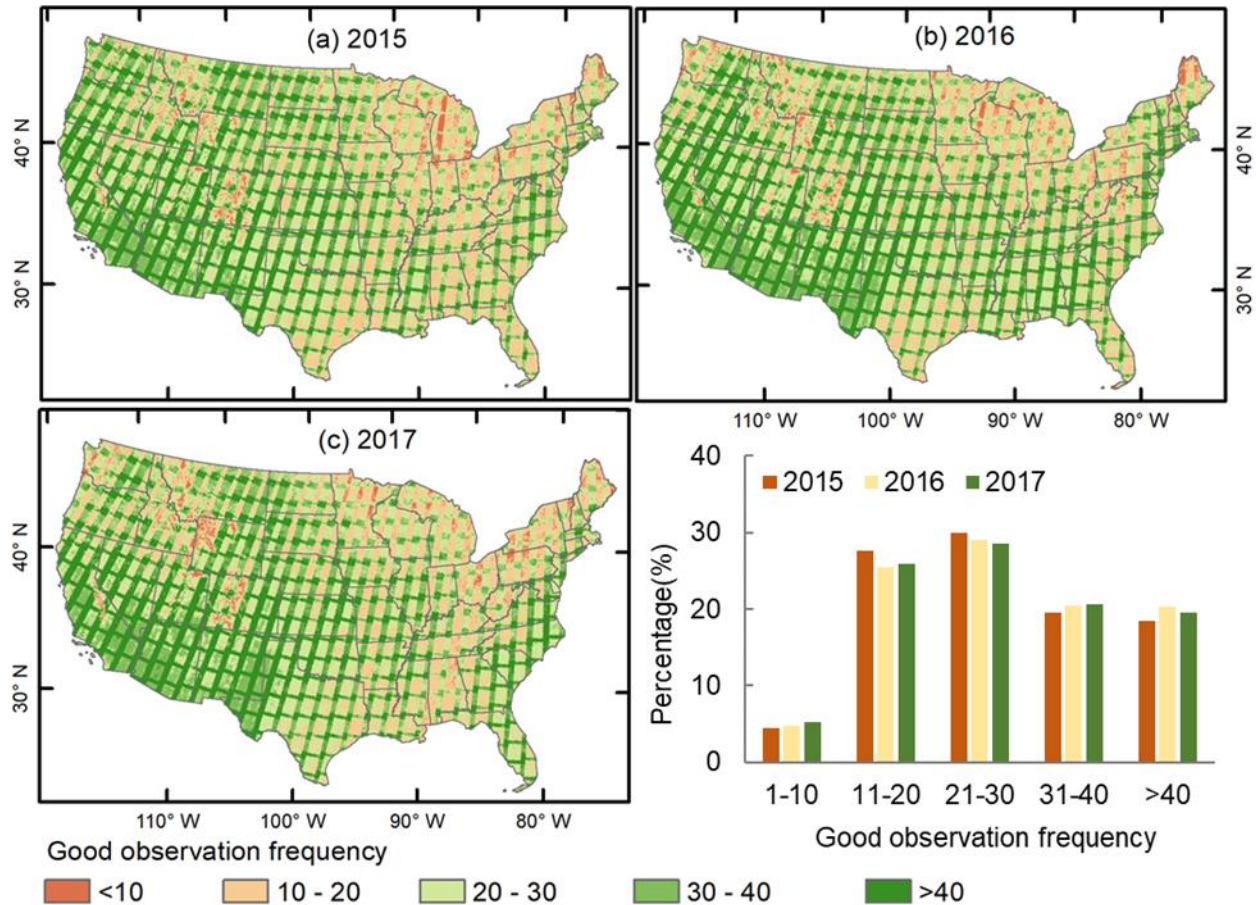 (a) 2015
(b) 2016
40° N
30° N
40° N
30° N
110° W
100° W
90° W
80° W
(c) 2017
40° N
30° N
110° W
100° W
90° W
80° W
40
30
20
10
0
Percentage(%)
2015 2016 2017
1-10 11-20 21-30 31-40 >40
Good observation frequency
Good observation frequency
<10 10 - 20 20 - 30 30 - 40 >40